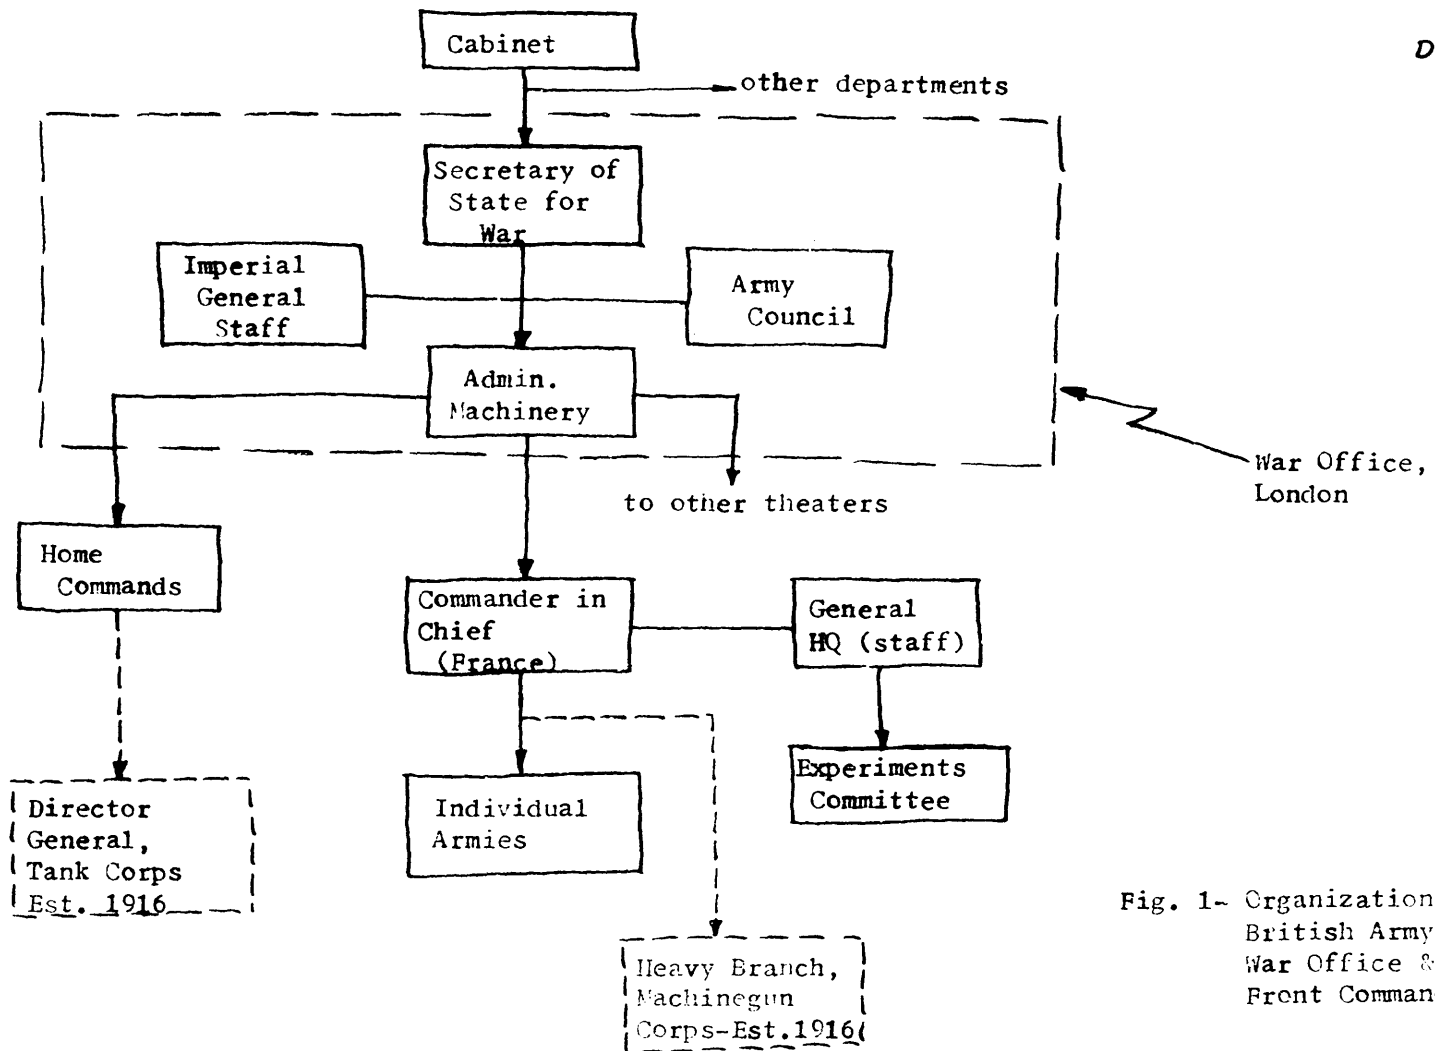 Cabinet
D
other departments
Secretary of
State for
War
Imperial
General
Staff
Army
Council
Admin.
Machinery
War Office,
London
to other theaters
Home
Commands
Commander in
Chief
(France)
General
HQ (staff)
Experiments
Committee
Individual
Armies
Director
General,
Tank Corps
Est. 1916
Heavy Branch,
Machinegun
Corps-Est.1916
Fig. 1- Organization
British Army
War Office &
Front Comman